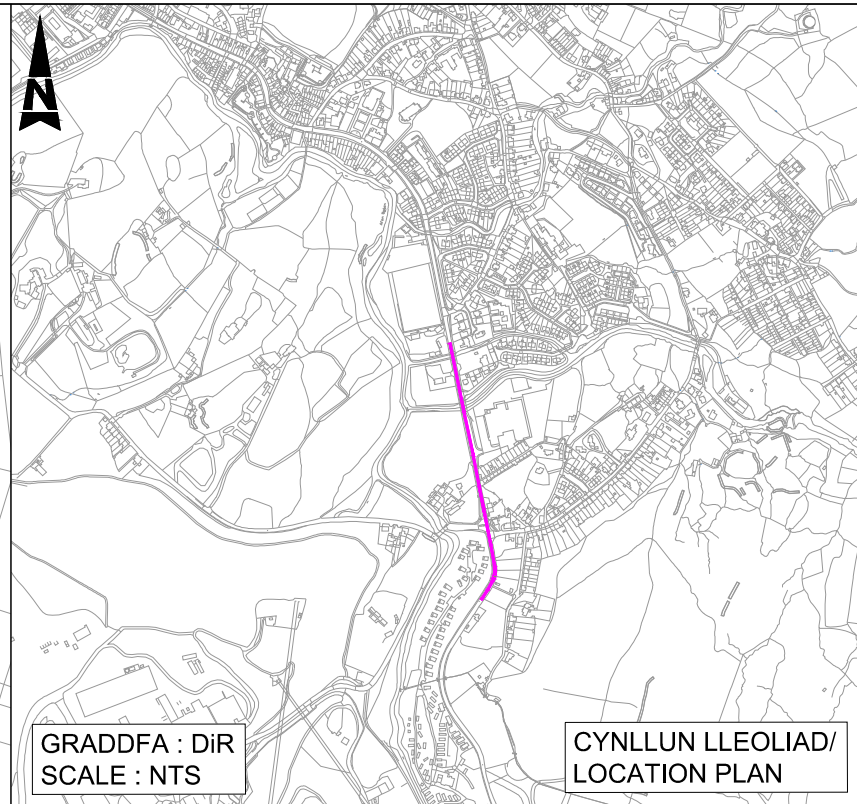 N
GRADDFA : DiR
SCALE : NTS
CYNLLUN LLEOLIAD/
LOCATION PLAN